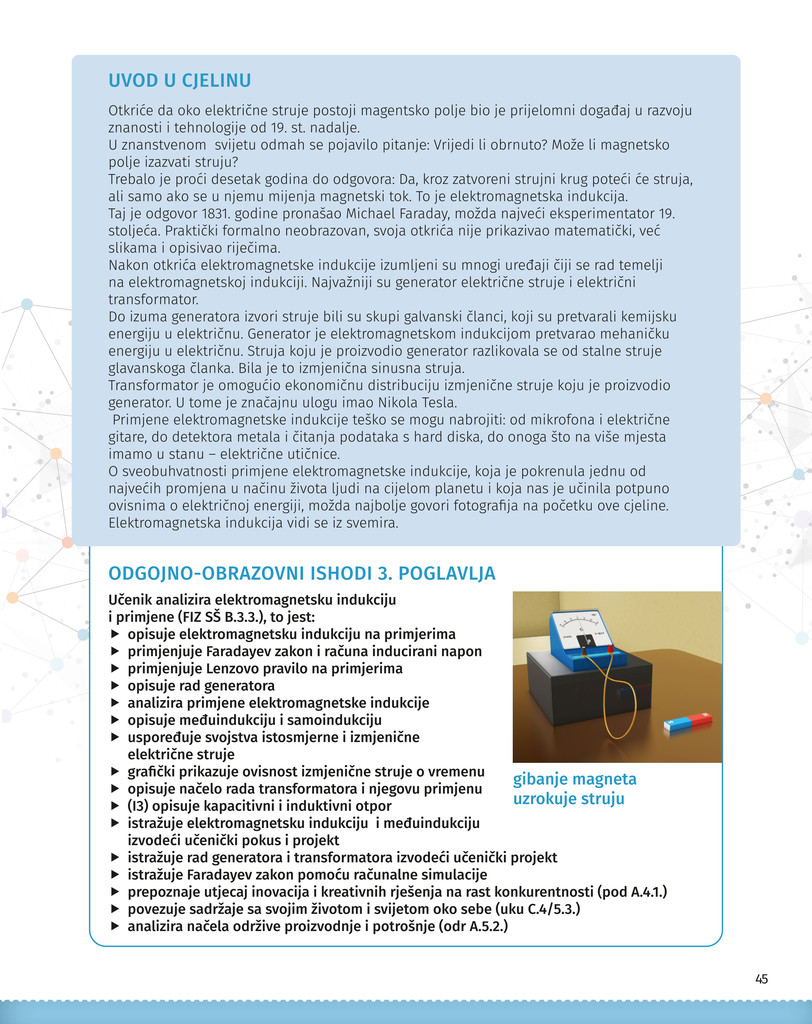 UVOD U CJELINU
Otkriće da oko električne struje postoji magentsko polje bio je prijelomni događaj u razvoju
znanosti i tehnologije od 19. st. nadalje.
U znanstvenom  svijetu odmah se pojavilo pitanje: Vrijedi li obrnuto? Može li magnetsko
polje izazvati struju?
Trebalo je proći desetak godina do odgovora: Da, kroz zatvoreni strujni krug poteći će struja,
ali samo ako se u njemu mijenja magnetski tok. To je elektromagnetska indukcija.
Taj je odgovor 1831. godine pronašao Michael Faraday, možda najveći eksperimentator 19.
stoljeća. Praktički formalno neobrazovan, svoja otkrića nije prikazivao matematički, već
slikama i opisivao riječima.
Nakon otkrića elektromagnetske indukcije izumljeni su mnogi uređaji čiji se rad temelji
na elektromagnetskoj indukciji. Najvažniji su generator električne struje i električni
transformator.
Do izuma generatora izvori struje bili su skupi galvanski članci, koji su pretvarali kemijsku
energiju u električnu. Generator je elektromagnetskom indukcijom pretvarao mehaničku
energiju u električnu. Struja koju je proizvodio generator razlikovala se od stalne struje
glavanskoga članka. Bila je to izmjenična sinusna struja.
Transformator je omogućio ekonomičnu distribuciju izmjenične struje koju je proizvodio
generator. U tome je značajnu ulogu imao Nikola Tesla.
Primjene elektromagnetske indukcije teško se mogu nabrojiti: od mikrofona i električne
gitare, do detektora metala i čitanja podataka s hard diska, do onoga što na više mjesta
imamo u stanu – električne utičnice.
O sveobuhvatnosti primjene elektromagnetske indukcije, koja je pokrenula jednu od
najvećih promjena u načinu života ljudi na cijelom planetu i koja nas je učinila potpuno
ovisnima o električnoj energiji, možda najbolje govori fotografija na početku ove cjeline.
Elektromagnetska indukcija vidi se iz svemira.
ODGOJNO-OBRAZOVNI ISHODI 3. POGLAVLJA
Učenik analizira elektromagnetsku indukciju
i primjene (FIZ SŠ B.3.3.), to jest:
▶ opisuje elektromagnetsku indukciju na primjerima
▶ primjenjuje Faradayev zakon i računa inducirani napon
▶ primjenjuje Lenzovo pravilo na primjerima
▶ opisuje rad generatora
▶ analizira primjene elektromagnetske indukcije
▶ opisuje međuindukciju i samoindukciju
▶ uspoređuje svojstva istosmjerne i izmjenične
električne struje
▶ grafički prikazuje ovisnost izmjenične struje o vremenu
▶ opisuje načelo rada transformatora i njegovu primjenu
▶ (I3) opisuje kapacitivni i induktivni otpor
▶ istražuje elektromagnetsku indukciju  i međuindukciju
izvodeći učenički pokus i projekt
▶ istražuje rad generatora i transformatora izvodeći učenički projekt
▶ istražuje Faradayev zakon pomoću računalne simulacije
▶ prepoznaje utjecaj inovacija i kreativnih rješenja na rast konkurentnosti (pod A.4.1.)
▶ povezuje sadržaje sa svojim životom i svijetom oko sebe (uku C.4/5.3.)
▶ analizira načela održive proizvodnje i potrošnje (odr A.5.2.)
gibanje magneta
uzrokuje struju
45